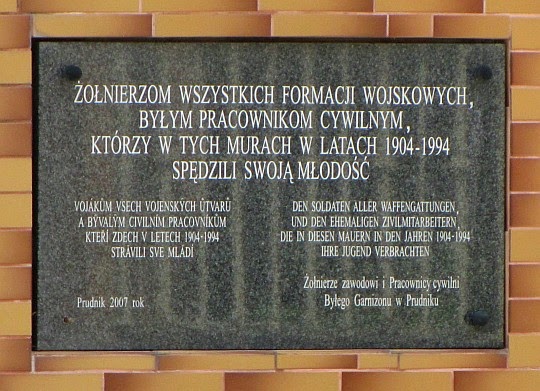 ŻOŁNIERZOM WSZYSTKICH FORMACJI WOJSKOWYCH,
BYŁYM PRACOWNIKOM CYWILNYM,
KTÓRZY W TYCH MURACH W LATACH 1904-1994
SPĘDZILI SWOJĄ MŁODOŚĆ
VOJÁKŮM VSECH VOJENSKÝCH ÚTVARŮ
A BÝVALÝM CIVILNÍM PRACOVNÍKŮM
KTEŘÍ ZDECH V LETECH 1904-1994
STRÁVILI SVE MLÁDÍ
DEN SOLDATEN ALLER WAFFENGATTUNGEN,
UND DEN EHEMALIGEN ZIVILMITARBEITERN,
DIE IN DIESEN MAUERN IN DEN JAHREN 1904-1994
IHRE JUGEND VERBRACHTEN
Żołnierze zawodowi i Pracownicy cywilni
Byłego Garnizonu w Prudniku
Prudnik 2007 rok